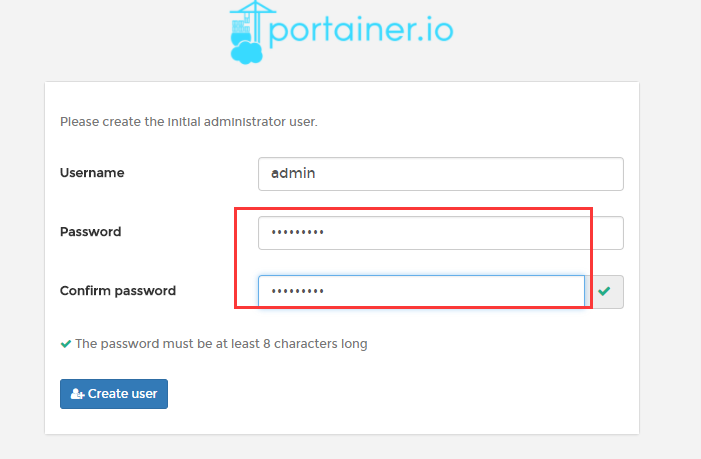 portainer.io
Please create the initial administrator user.
Username
admin
Password
•••••••••
Confirm password
•••••••••
The password must be at least 8 characters long
Create user